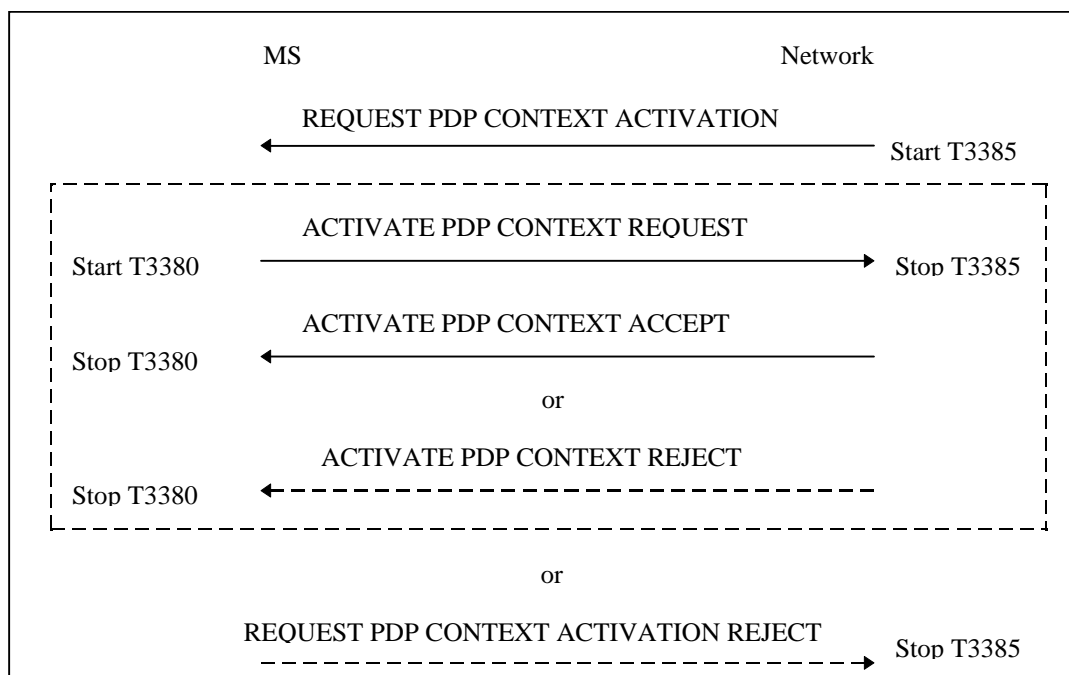 MS Network
REQUEST PDP CONTEXT ACTIVATION
Start T3385
ACTIVATE PDP CONTEXT REQUEST
Start T3380 Stop T3385
ACTIVATE PDP CONTEXT ACCEPT
Stop T3380
or
ACTIVATE PDP CONTEXT REJECT
Stop T3380
or
REQUEST PDP CONTEXT ACTIVATION REJECT
Stop T3385